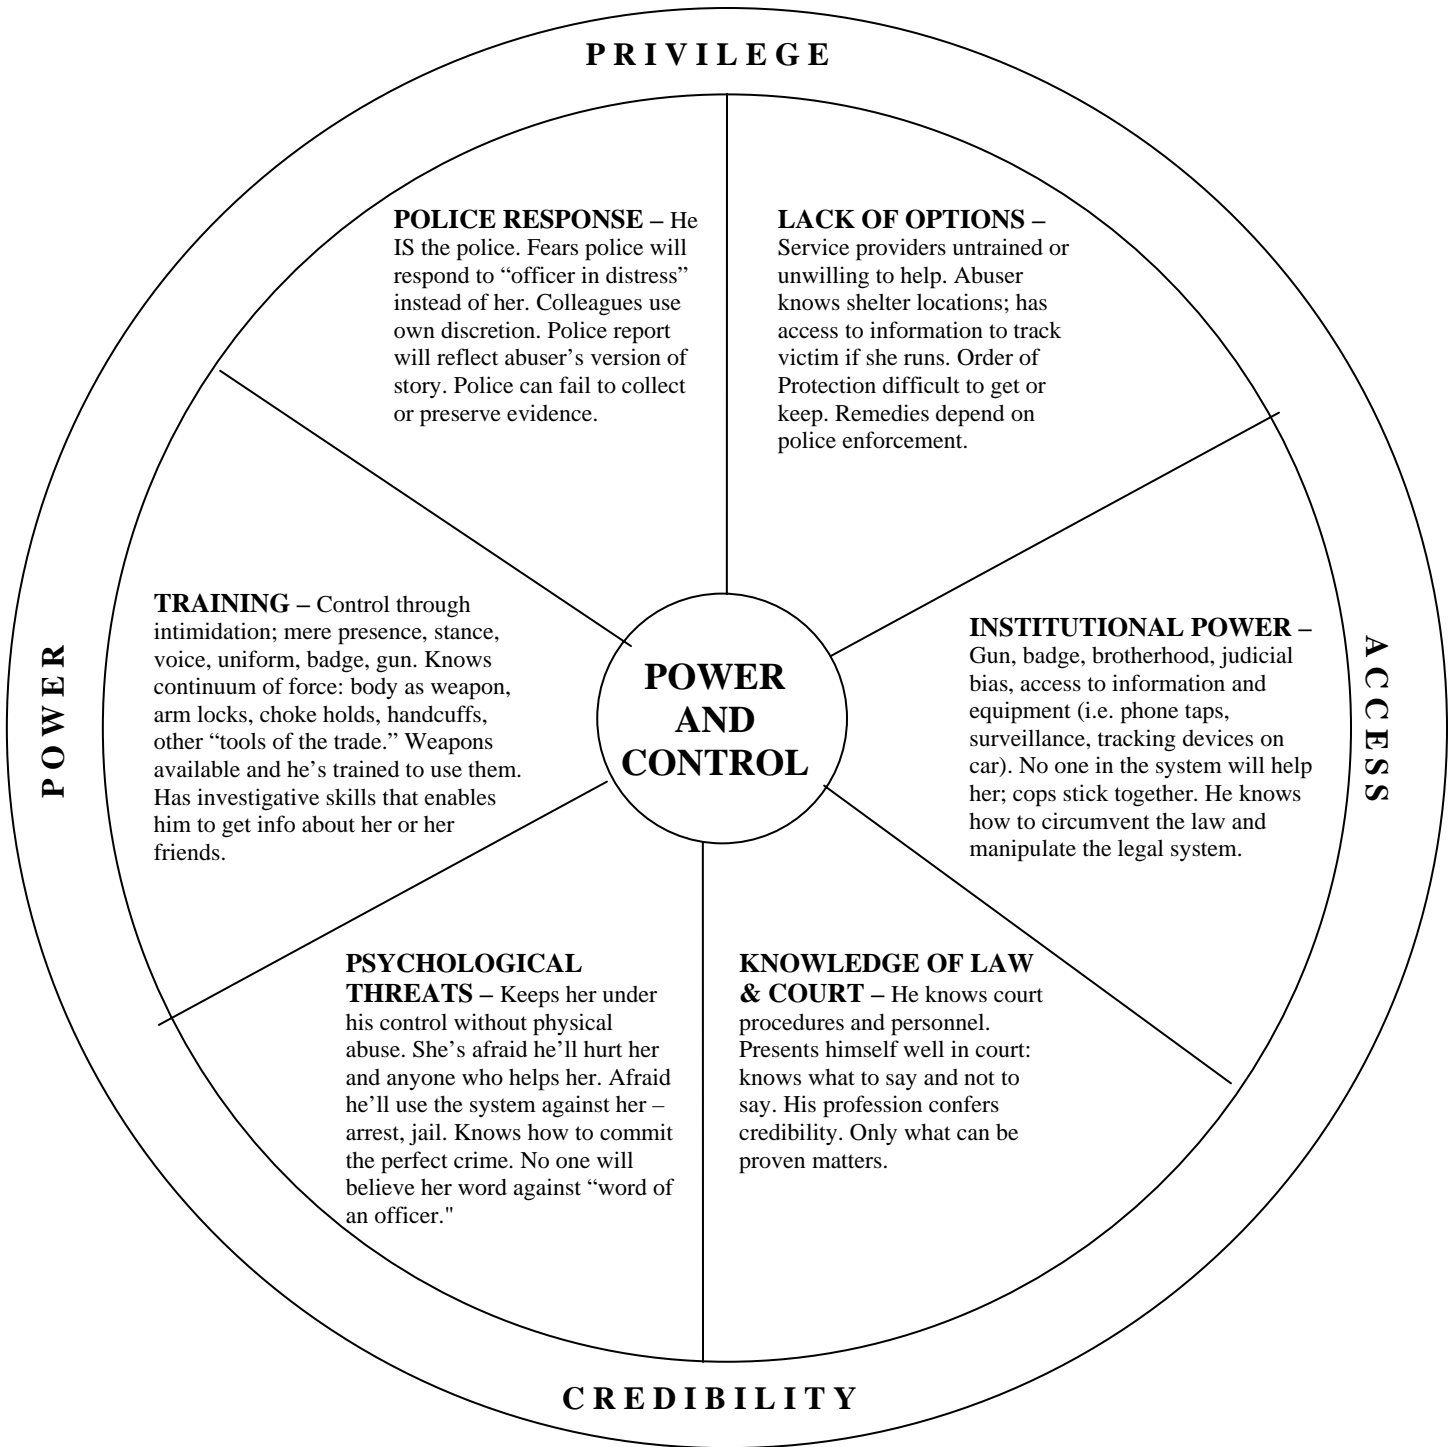 PRIVILEGE
POLICE RESPONSE – He
IS the police. Fears police will
respond to “officer in distress”
instead of her. Colleagues use
own discretion. Police report
will reflect abuser’s version of
story. Police can fail to collect
or preserve evidence.
LACK OF OPTIONS –
Service providers untrained or
unwilling to help. Abuser
knows shelter locations; has
access to information to track
victim if she runs. Order of
Protection difficult to get or
keep. Remedies depend on
police enforcement.
POWER
TRAINING – Control through
intimidation; mere presence, stance,
voice, uniform, badge, gun. Knows
continuum of force: body as weapon,
arm locks, choke holds, handcuffs,
other “tools of the trade.” Weapons
available and he’s trained to use them.
Has investigative skills that enables
him to get info about her or her
friends.
POWER
AND
CONTROL
INSTITUTIONAL POWER –
Gun, badge, brotherhood, judicial
bias, access to information and
equipment (i.e. phone taps,
surveillance, tracking devices on
car). No one in the system will help
her; cops stick together. He knows
how to circumvent the law and
manipulate the legal system.
ACCESS
PSYCHOLOGICAL
THREATS – Keeps her under
his control without physical
abuse. She’s afraid he’ll hurt her
and anyone who helps her. Afraid
he’ll use the system against her –
arrest, jail. Knows how to commit
the perfect crime. No one will
believe her word against “word of
an officer."
KNOWLEDGE OF LAW
& COURT – He knows court
procedures and personnel.
Presents himself well in court:
knows what to say and not to
say. His profession confers
credibility. Only what can be
proven matters.
CREDIBILITY